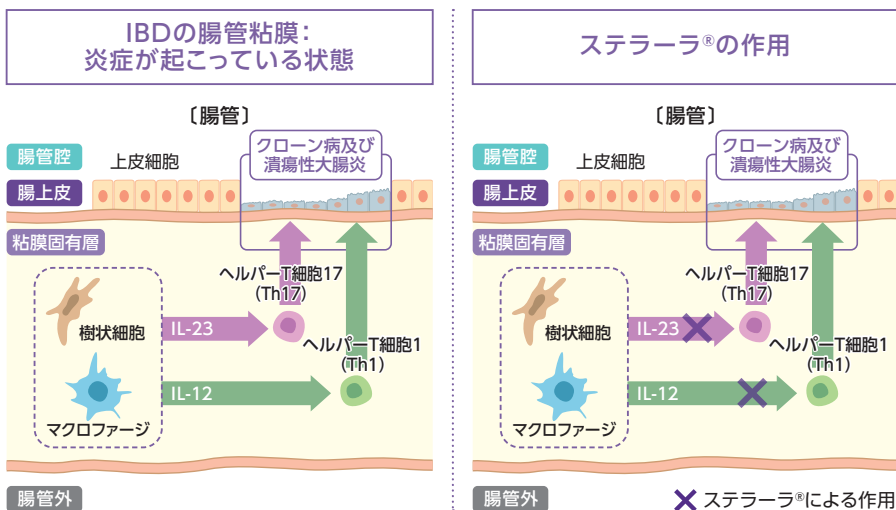 IBDの腸管粘膜：
炎症が起こっている状態
〔腸管〕
腸管腔
上皮細胞
クローン病及び
潰瘍性大腸炎
腸上皮
粘膜固有層
ヘルパーT細胞17
(Th17)
樹状細胞
IL-23
ヘルパーT細胞1
(Th1)
IL-12
マクロファージ
腸管外
ステラーラ®の作用
〔腸管〕
腸管腔
上皮細胞
クローン病及び
潰瘍性大腸炎
腸上皮
粘膜固有層
ヘルパーT細胞17
(Th17)
樹状細胞
IL-23
ヘルパーT細胞1
(Th1)
IL-12
マクロファージ
腸管外
ステラーラ®による作用